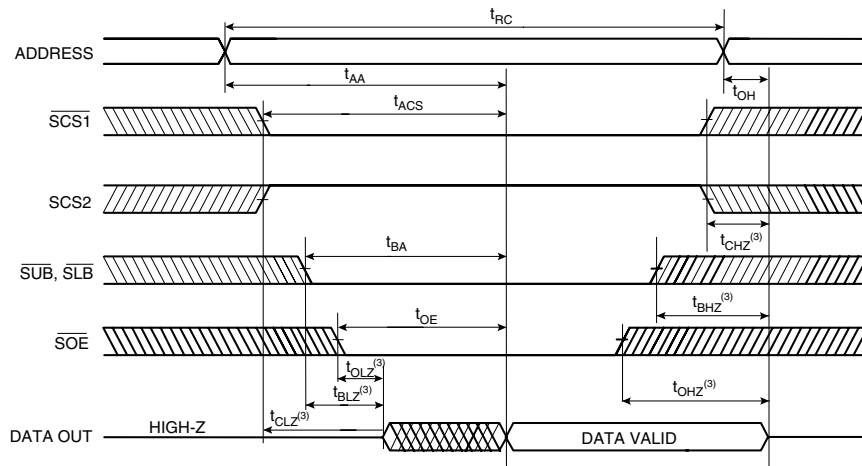 tRC
ADDRESS
tAA
tOH
tACS
SCS1
SCS2
tCHZ(3)
tBA
SUB, SLB
tBHZ(3)
tOE
SOE
tOLZ(3)
tOHZ(3)
tBLZ(3)
tCLZ(3)
HIGH-Z
DATA OUT
DATA VALID